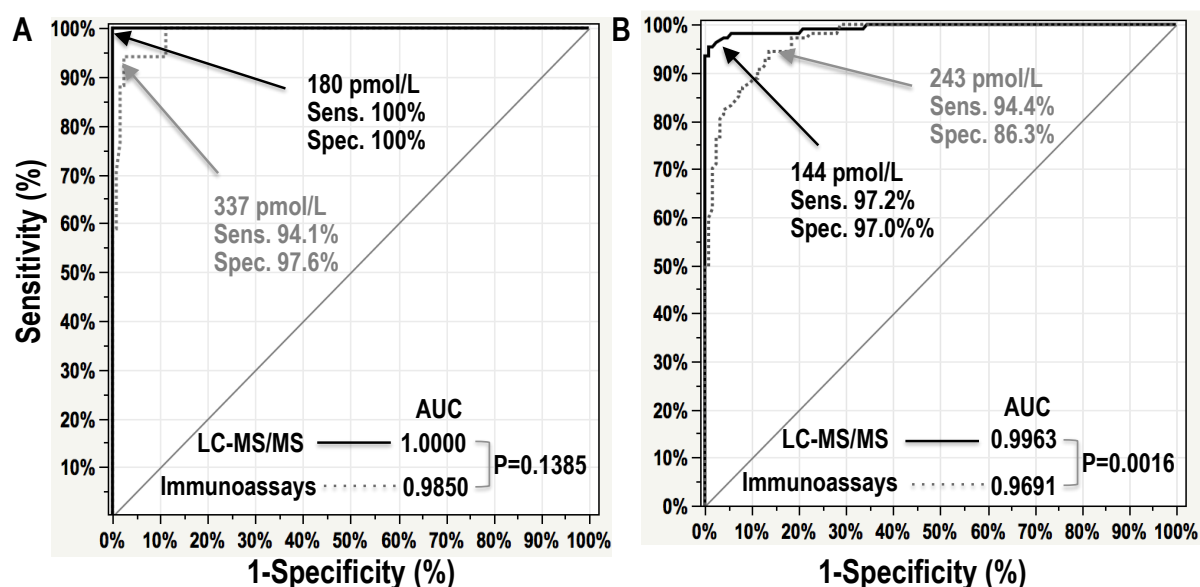 A
Sensitivity (%)
100%
90%
80%
70%
60%
50%
40%
30%
20%
10%
180 pmol/L
Sens. 100%
Spec. 100%
337 pmol/L
Sens. 94.1%
Spec. 97.6%
AUC
LC-MS/MS 1.0000
P=0.1385
Immunoassays 0.9850
0% 10% 20% 30% 40% 50% 60% 70% 80% 90% 100%
1-Specificity (%)
B
100%
90%
80%
70%
60%
50%
40%
30%
20%
10%
0%
243 pmol/L
Sens. 94.4%
Spec. 86.3%
144 pmol/L
Sens. 97.2%
Spec. 97.0%%
AUC
LC-MS/MS 0.9963
P=0.0016
Immunoassays 0.9691
0% 10% 20% 30% 40% 50% 60% 70% 80% 90% 100%
1-Specificity (%)